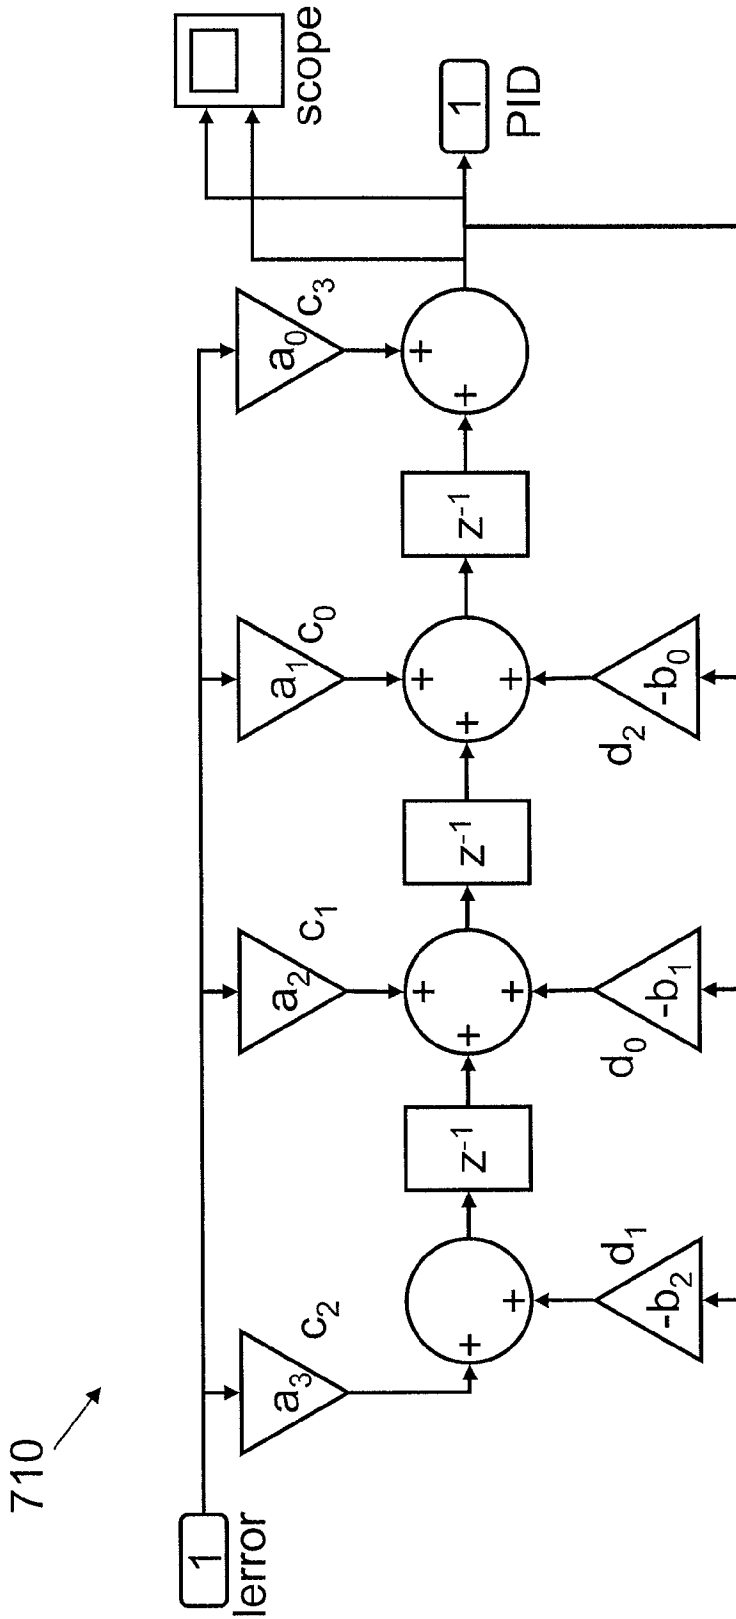 710
1
Ierror
scope
a₃
c₂
a₂
c₁
a₁
c₀
a₀
c₃
+
+
+
+
+
z⁻¹
+
z⁻¹
+
z⁻¹
+
1
+
+
PID
d₁
-b₂
d₀
-b₁
d₂
-b₀